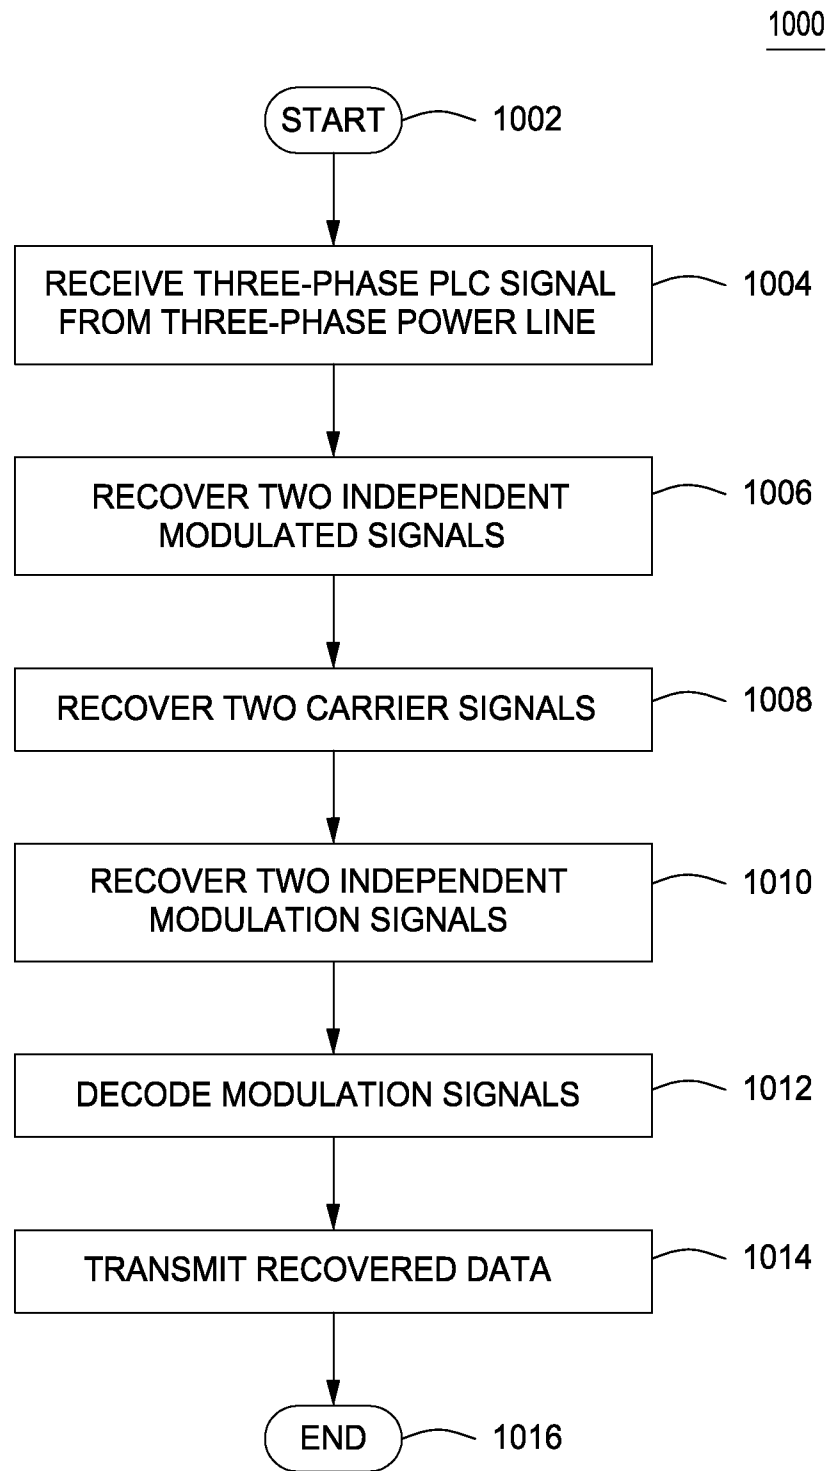 1000
START
1002
RECEIVE THREE-PHASE PLC SIGNAL
FROM THREE-PHASE POWER LINE
1004
RECOVER TWO INDEPENDENT
MODULATED SIGNALS
1006
RECOVER TWO CARRIER SIGNALS
1008
RECOVER TWO INDEPENDENT
MODULATION SIGNALS
1010
DECODE MODULATION SIGNALS
1012
TRANSMIT RECOVERED DATA
1014
END
1016